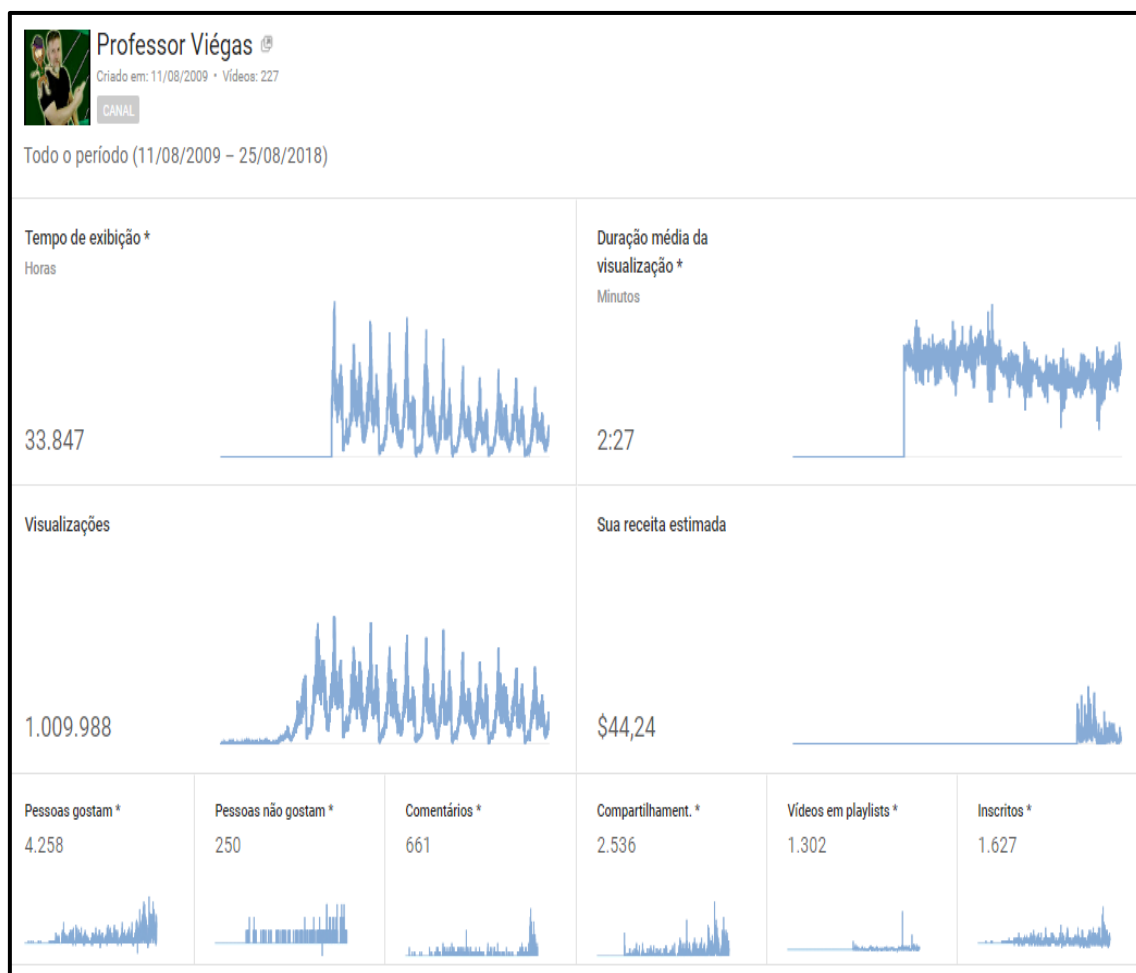 Professor Viégas
Criado em: 11/08/2009 • Vídeos: 227
CANAL
Todo o período (11/08/2009 – 25/08/2018)
Tempo de exibição *
Horas
33.847
Duração média da
visualização *
Minutos
2:27
Visualizações
1.009.988
Sua receita estimada
$44,24
Pessoas gostam *
4.258
Pessoas não gostam *
250
Comentários *
661
Compartilhament. *
2.536
Vídeos em playlists *
1.302
Inscritos *
1.627